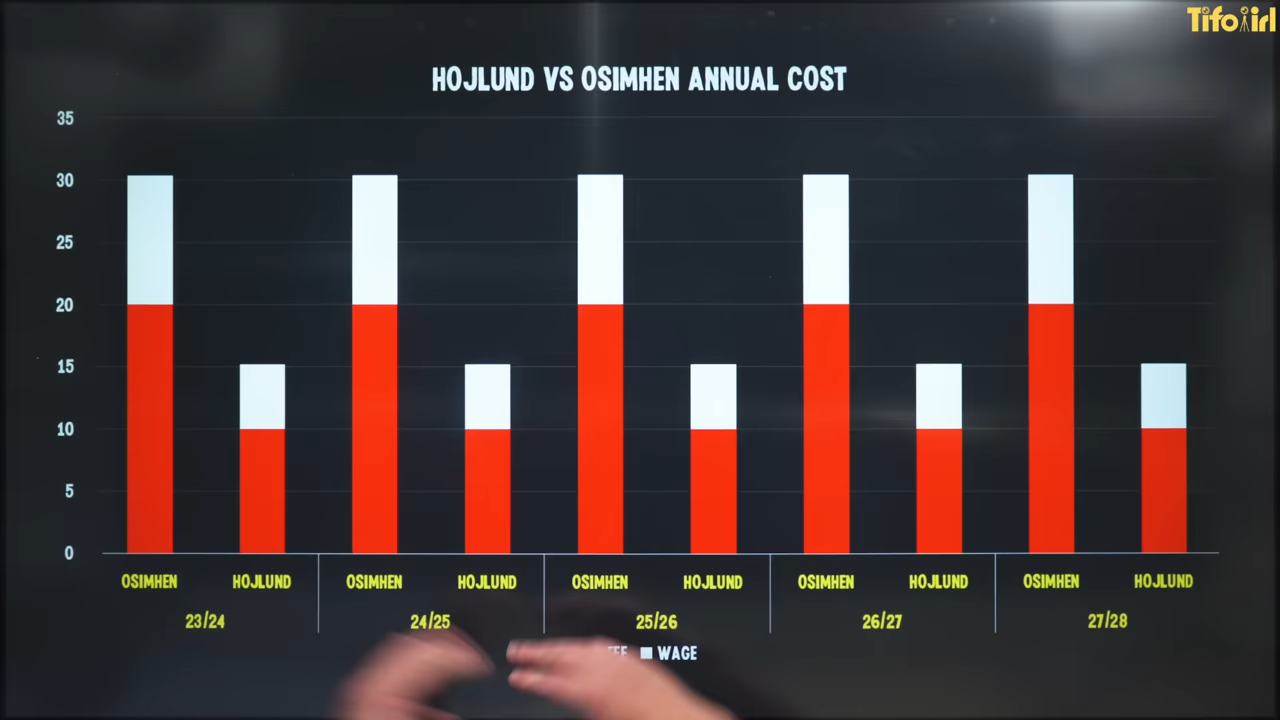 Tifo irl
HOJLUND VS OSIMHEN ANNUAL COST
35
30
25
20
15
10
5
0
OSIMHEN HOJLUND OSIMHEN HOJLUND OSIMHEN HOJLUND OSIMHEN HOJLUND OSIMHEN HOJLUND
23/24 24/25 25/26 26/27 27/28
WAGE